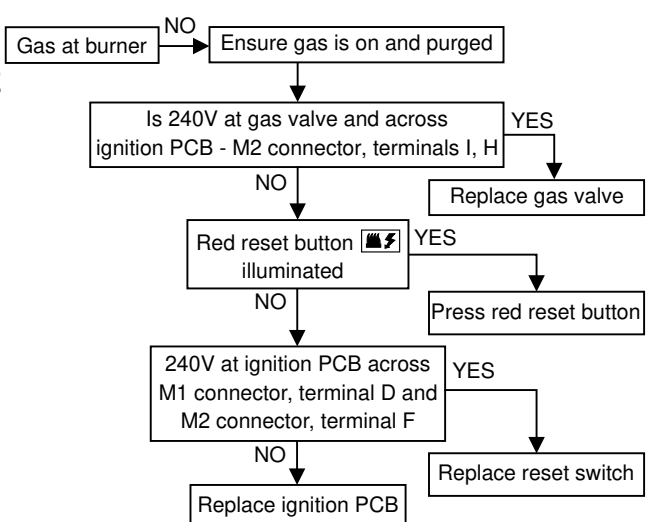 Gas at burner
NO
Ensure gas is on and purged
Is 240V at gas valve and across
ignition PCB - M2 connector, terminals I, H
YES
Replace gas valve
NO
Red reset button
illuminated
YES
Press red reset button
NO
240V at ignition PCB across
M1 connector, terminal D and
M2 connector, terminal F
YES
Replace reset switch
NO
Replace ignition PCB